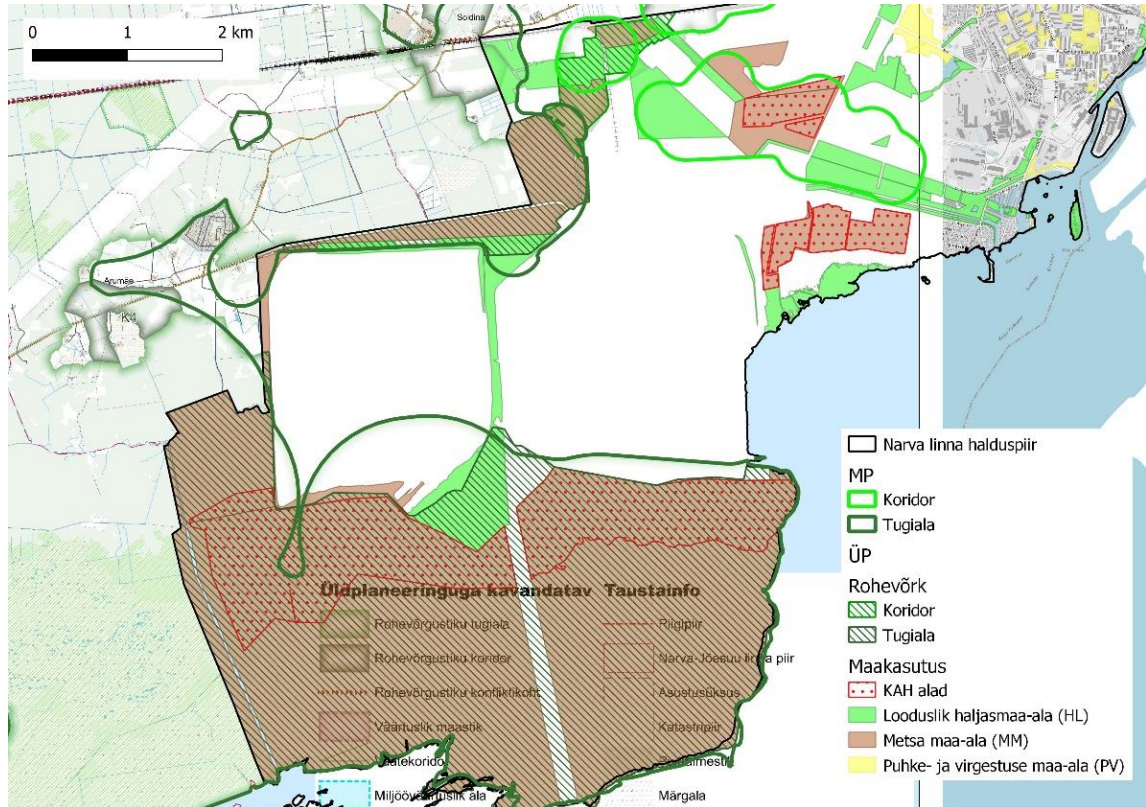 0 1 2 km
Soldina
Arumäe
K4
Üldplaneeringuga kavandatav Taustainfo
Rohevõrgustiku tugiala
Riigipiir
Rohevõrgustiku koridor
Narva-Jõesuu linna piir
Rohevõrgustiku konfliktikoht
Asustusüksus
Väärtuslik maastik
Katastripiir
Miljööväärtuslik ala
Märgala
Narva linna halduspiir
MP
Koridor
Tugiala
ÜP
Rohevõrk
Koridor
Tugiala
Maakasutus
KAH alad
Looduslik haljasmaa-ala (HL)
Metsa maa-ala (MM)
Puhke- ja virgestuse maa-ala (PV)